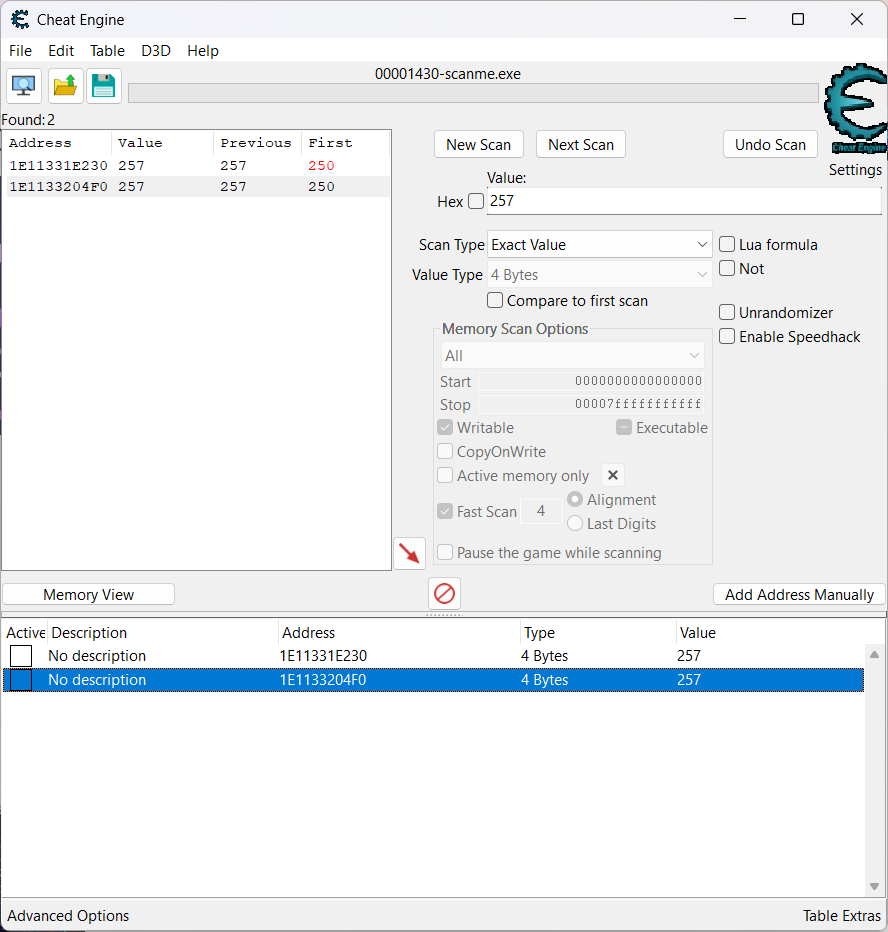 Cheat Engine
File Edit Table D3D Help
00001430-scanme.exe
Cheat Engine
Found:2
Settings
Address Value Previous First
1E11331E230 257 257 250
1E1133204F0 257 257 250
New Scan Next Scan Undo Scan
Value:
Hex 257
Scan Type Exact Value
Lua formula
Value Type 4 Bytes
Not
Compare to first scan
Unrandomizer
Enable Speedhack
Memory Scan Options
All
Start 0000000000000000
Stop 00007fffffffffff
Writable Executable
CopyOnWrite
Active memory only
Fast Scan 4
Alignment
Last Digits
Pause the game while scanning
Memory View
Add Address Manually
Active Description Address Type Value
No description 1E11331E230 4 Bytes 257
No description 1E1133204F0 4 Bytes 257
Advanced Options Table Extras